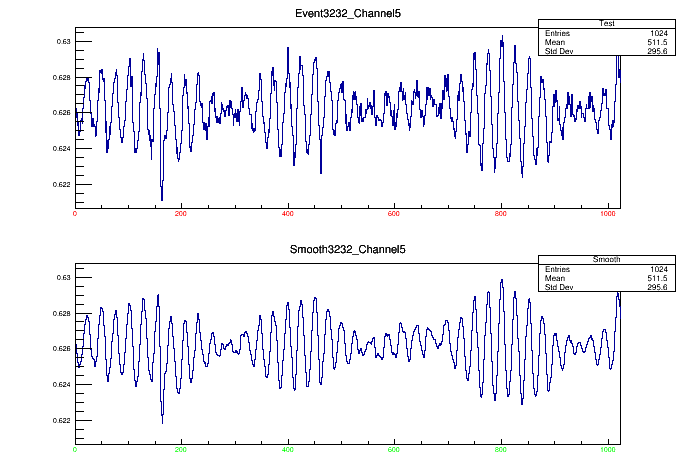 Event3232_Channel5
Test
Entries 1024
Mean 511.5
Std Dev 295.6
0.63
0.628
0.626
0.624
0.622
0 200 400 600 800 1000
Smooth3232_Channel5
Smooth
Entries 1024
Mean 511.5
Std Dev 295.6
0.63
0.628
0.626
0.624
0.622
0 200 400 600 800 1000